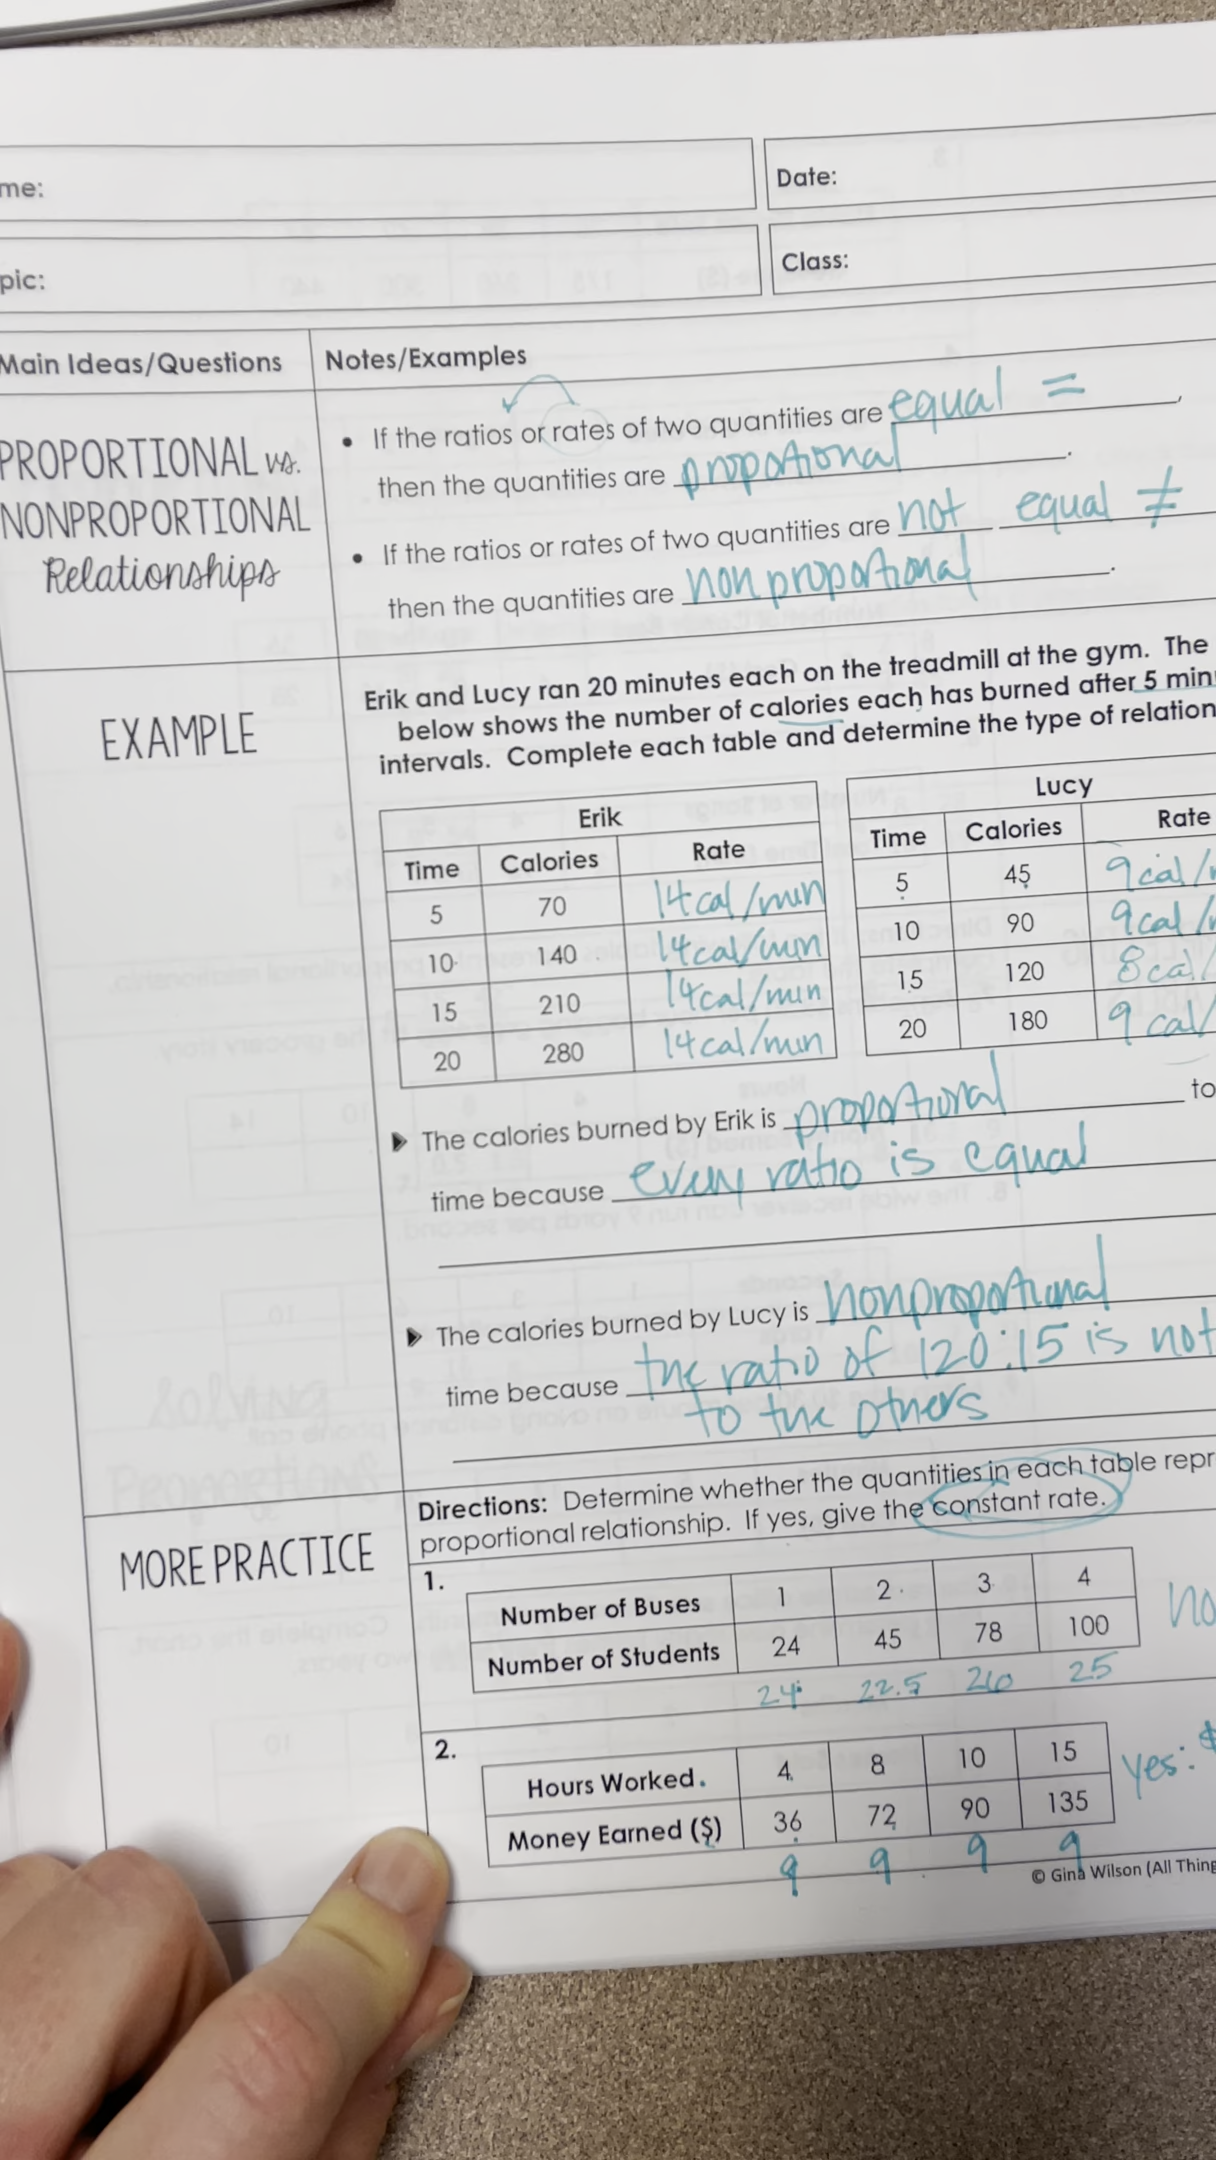 me:
Date:
pic:
Class:
Main Ideas/Questions
Notes/Examples
PROPORTIONAL vs.
NONPROPORTIONAL
Relationships
• If the ratios or rates of two quantities are equal =,
then the quantities are proportional.
• If the ratios or rates of two quantities are not equal ≠
then the quantities are nonproportional.
EXAMPLE
Erik and Lucy ran 20 minutes each on the treadmill at the gym. The
below shows the number of calories each has burned after 5 min
intervals. Complete each table and determine the type of relation
Erik
Time Calories Rate
5 70 14cal/min
10 140 14cal/min
15 210 14cal/min
20 280 14cal/min
Lucy
Time Calories Rate
5 45 9cal/
10 90 9cal/
15 120 8cal/
20 180 9cal/
The calories burned by Erik is proportional to
time because every ratio is equal
The calories burned by Lucy is nonproportional
time because the ratio of 120:15 is not
to the others
MORE PRACTICE
Directions: Determine whether the quantities in each table repr
proportional relationship. If yes, give the constant rate.
1.
Number of Buses 1 2 3 4
Number of Students 24 45 78 100
no
24 22.5 26 25
2.
Hours Worked 4 8 10 15
Money Earned ($) 36 72 90 135
yes: $
9 9 9 9
© Gina Wilson (All Thing